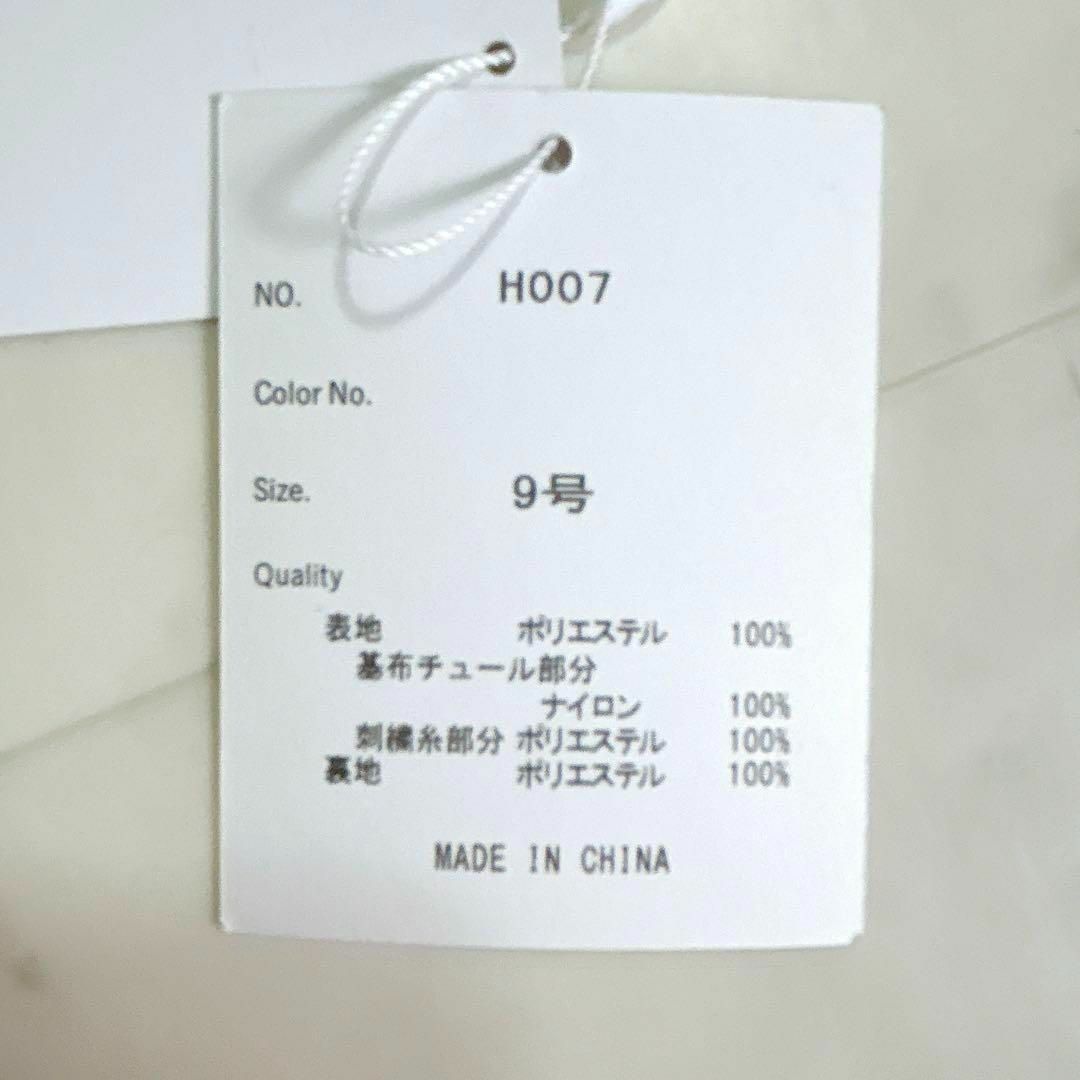 NO. H007
Color No.
Size. 9号
Quality
表地 ポリエステル 100%
基布チュール部分
ナイロン 100%
刺繍糸部分 ポリエステル 100%
裏地 ポリエステル 100%
MADE IN CHINA